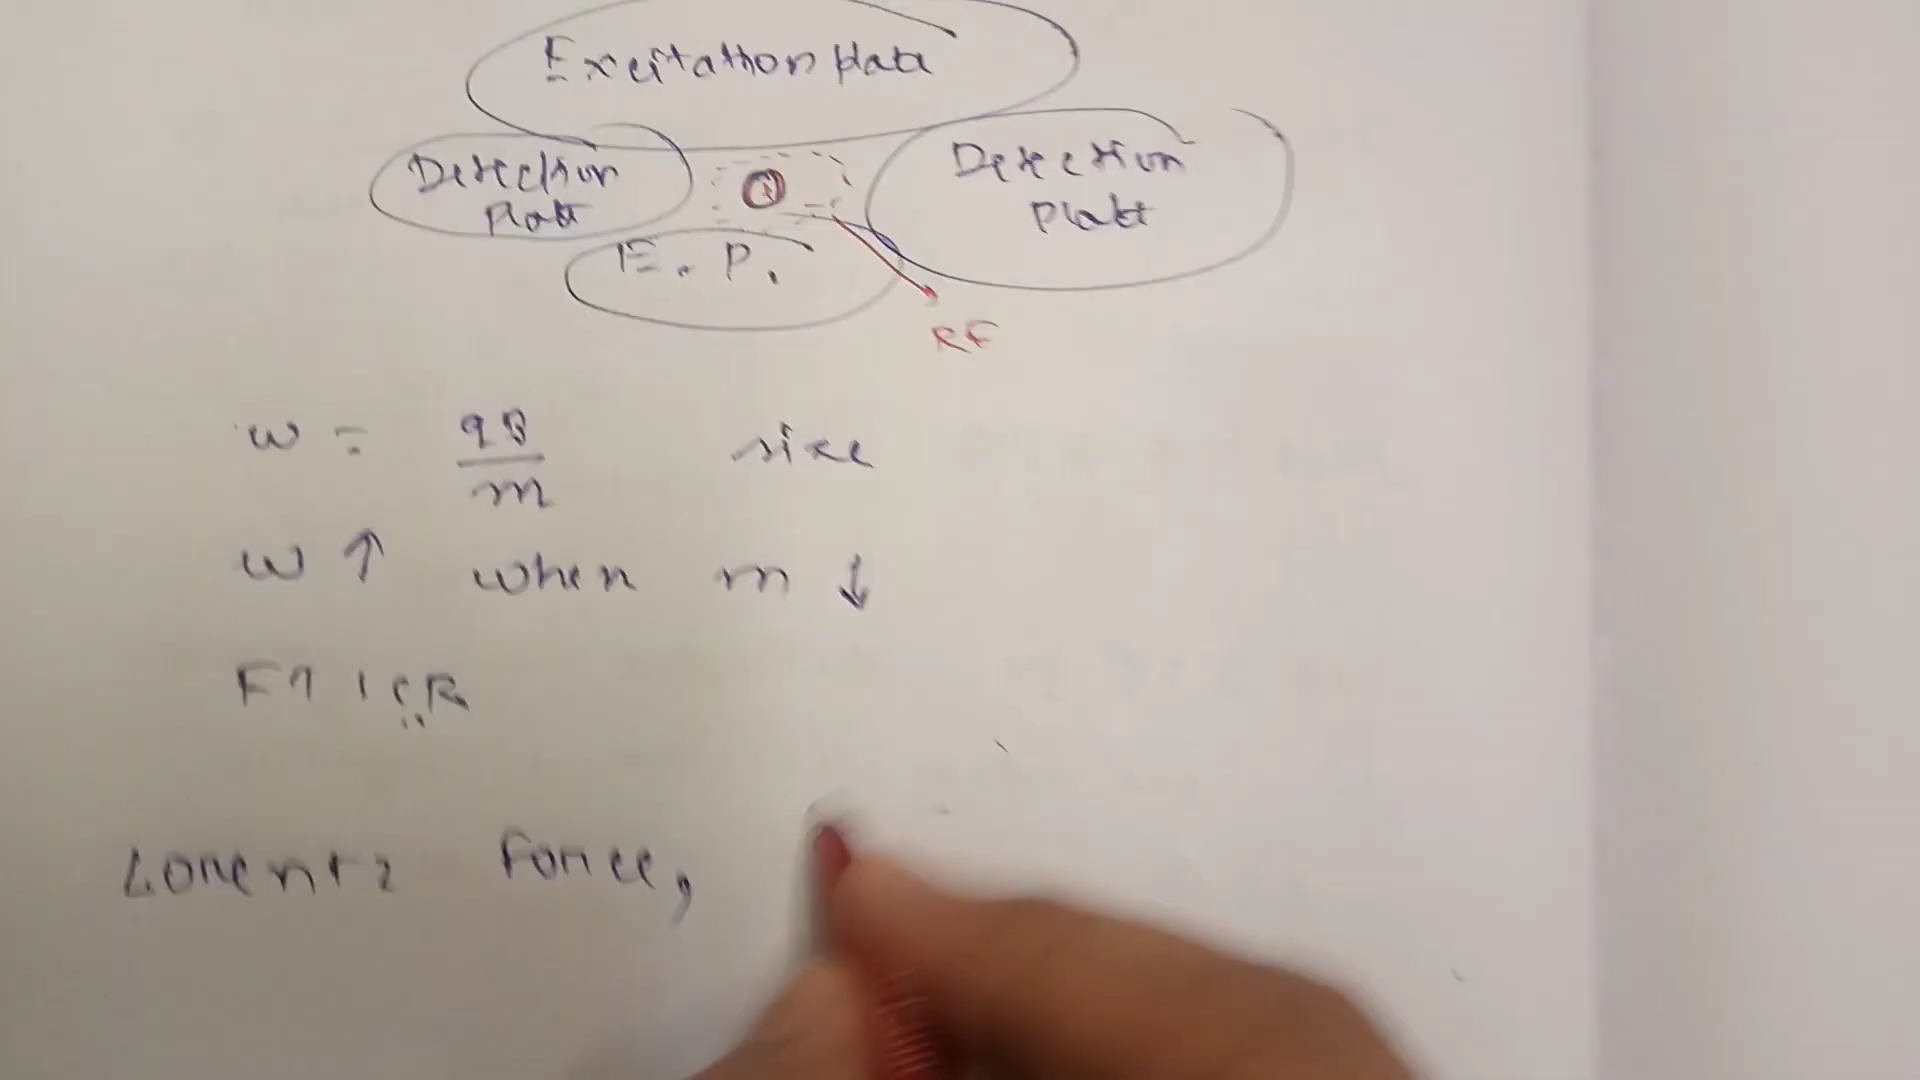 Excitation plate
Detection plate
Detection plate
E. P.
RF
w = qB/m size
w ↑ when m ↓
FT ICR
Lorentz Force,